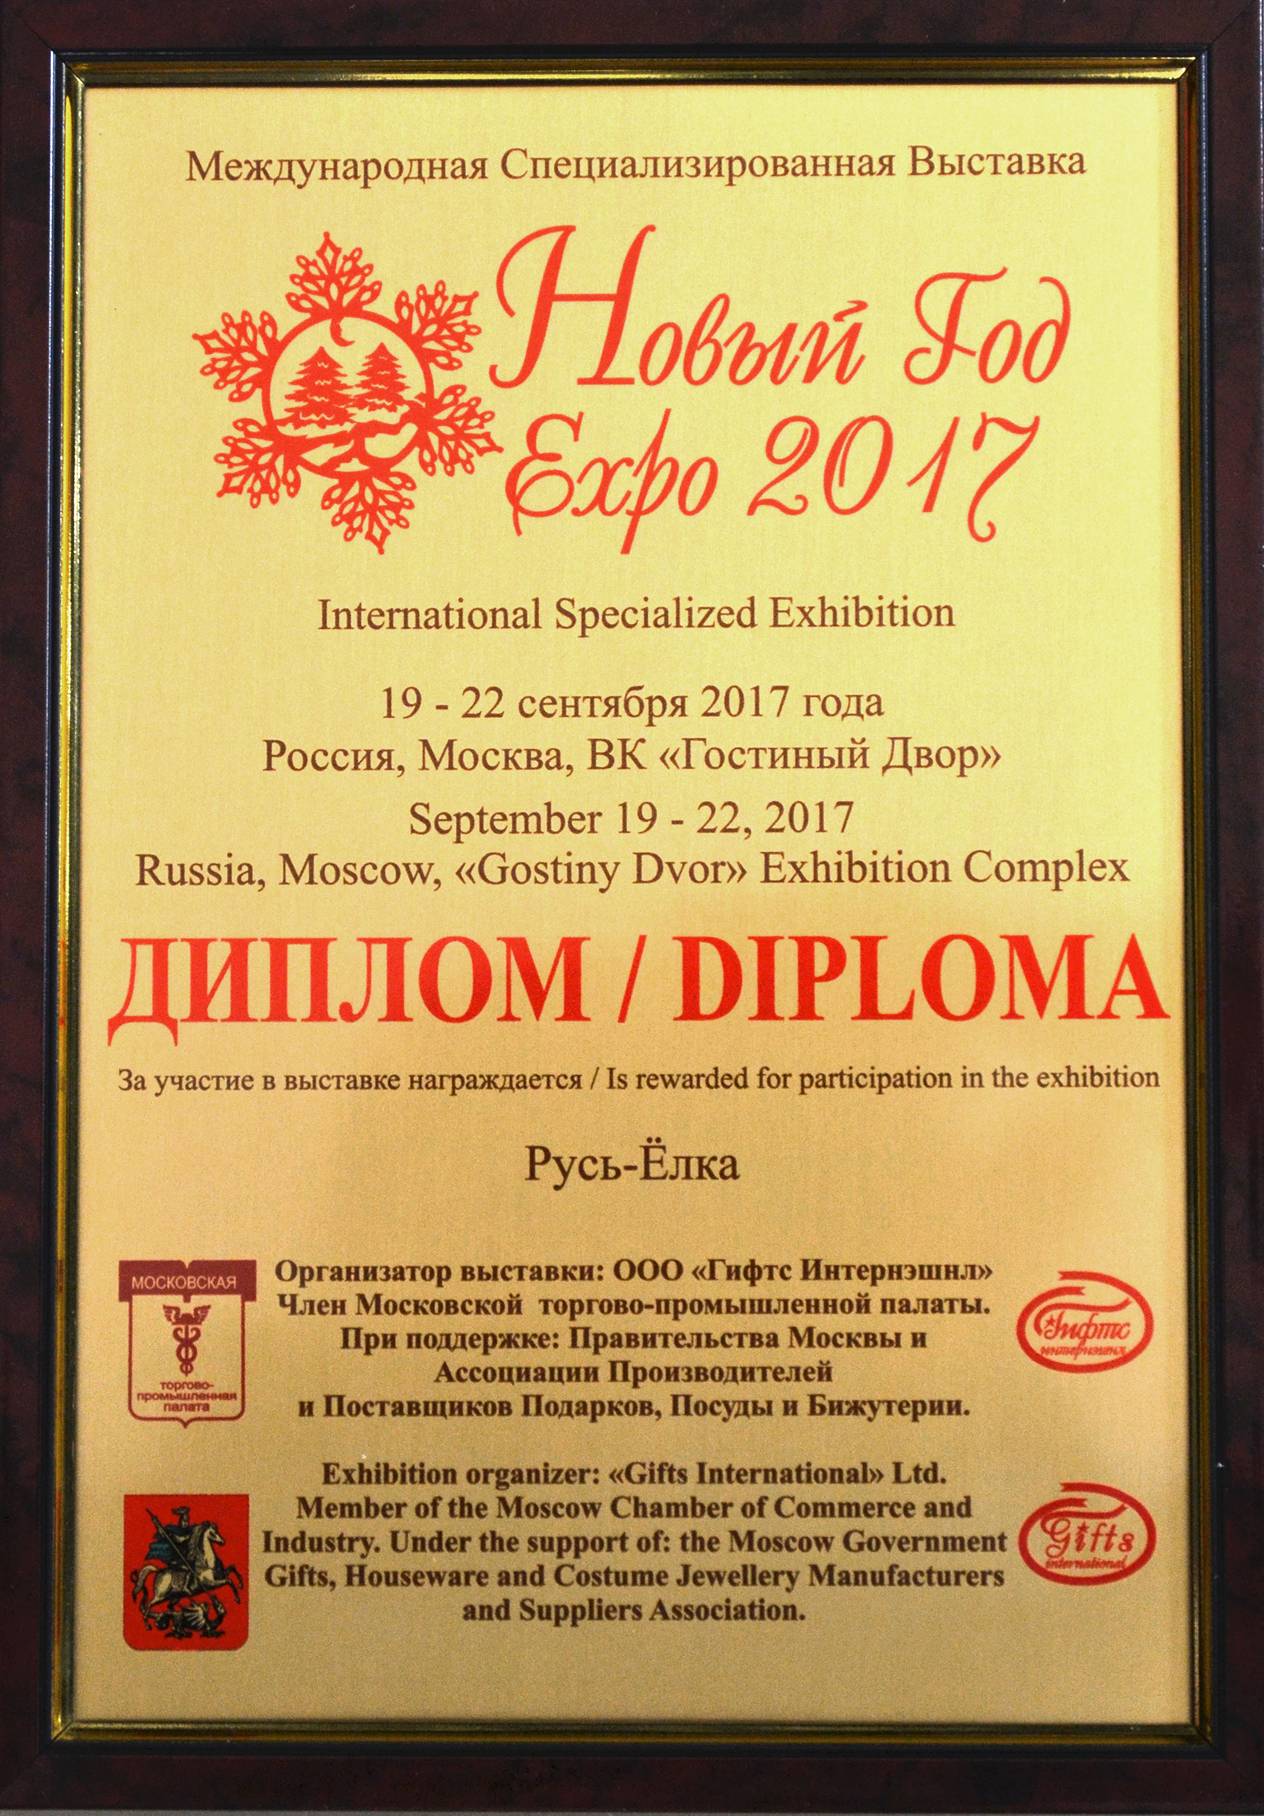 Международная Специализированная Выставка
Новый Год
Expo 2017
International Specialized Exhibition
19 - 22 сентября 2017 года
Россия, Москва, ВК «Гостиный Двор»
September 19 - 22, 2017
Russia, Moscow, «Gostiny Dvor» Exhibition Complex
ДИПЛОМ / DIPLOMA
За участие в выставке награждается / Is rewarded for participation in the exhibition
Русь-Ёлка
МОСКОВСКАЯ
торгово-
промышленная
палата
Организатор выставки: ООО «Гифтс Интернэшнл»
Член Московской торгово-промышленной палаты.
При поддержке: Правительства Москвы и
Ассоциации Производителей
и Поставщиков Подарков, Посуды и Бижутерии.
Гифтс
интернэшнл
Exhibition organizer: «Gifts International» Ltd.
Member of the Moscow Chamber of Commerce and
Industry. Under the support of: the Moscow Government
Gifts, Houseware and Costume Jewellery Manufacturers
and Suppliers Association.
Gifts
international